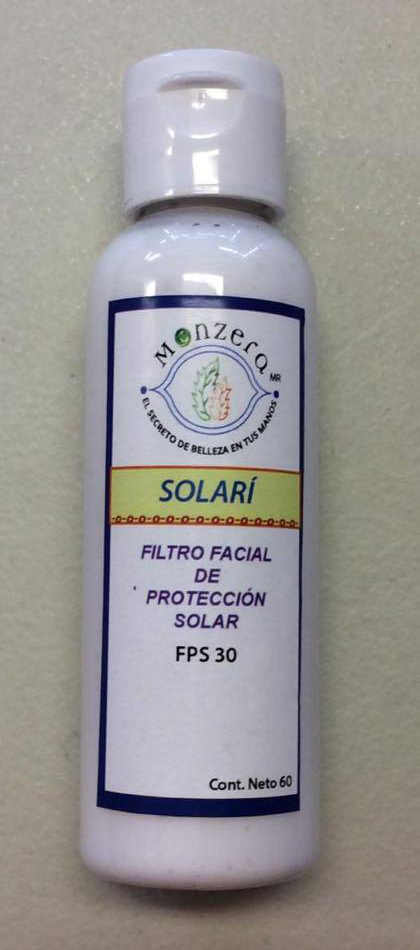 Monzera
MR
EL SECRETO DE BELLEZA EN TUS MANOS
SOLARÍ
FILTRO FACIAL
DE
PROTECCIÓN
SOLAR
FPS 30
Cont. Neto 60